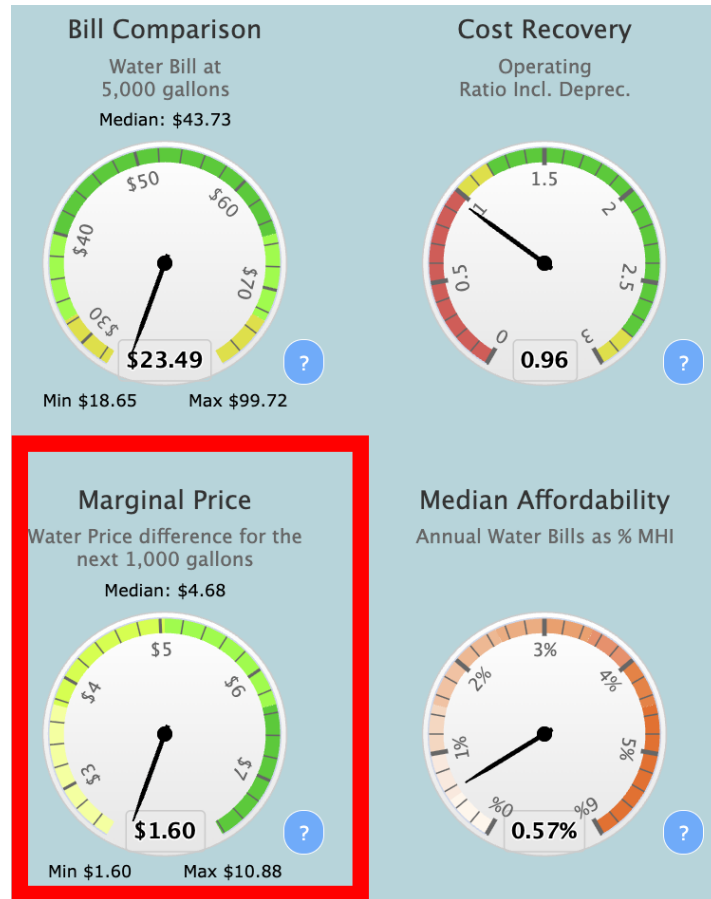 Bill Comparison
Water Bill at
5,000 gallons
Median: $43.73
$30
$40
$50
$60
$70
$23.49
?
Min $18.65 Max $99.72
Cost Recovery
Operating
Ratio Incl. Deprec.
0
0.5
1
1.5
2
2.5
3
0.96
?
Marginal Price
Water Price difference for the
next 1,000 gallons
Median: $4.68
$3
$4
$5
$6
$7
$1.60
?
Min $1.60 Max $10.88
Median Affordability
Annual Water Bills as % MHI
0%
1%
2%
3%
4%
5%
6%
0.57%
?